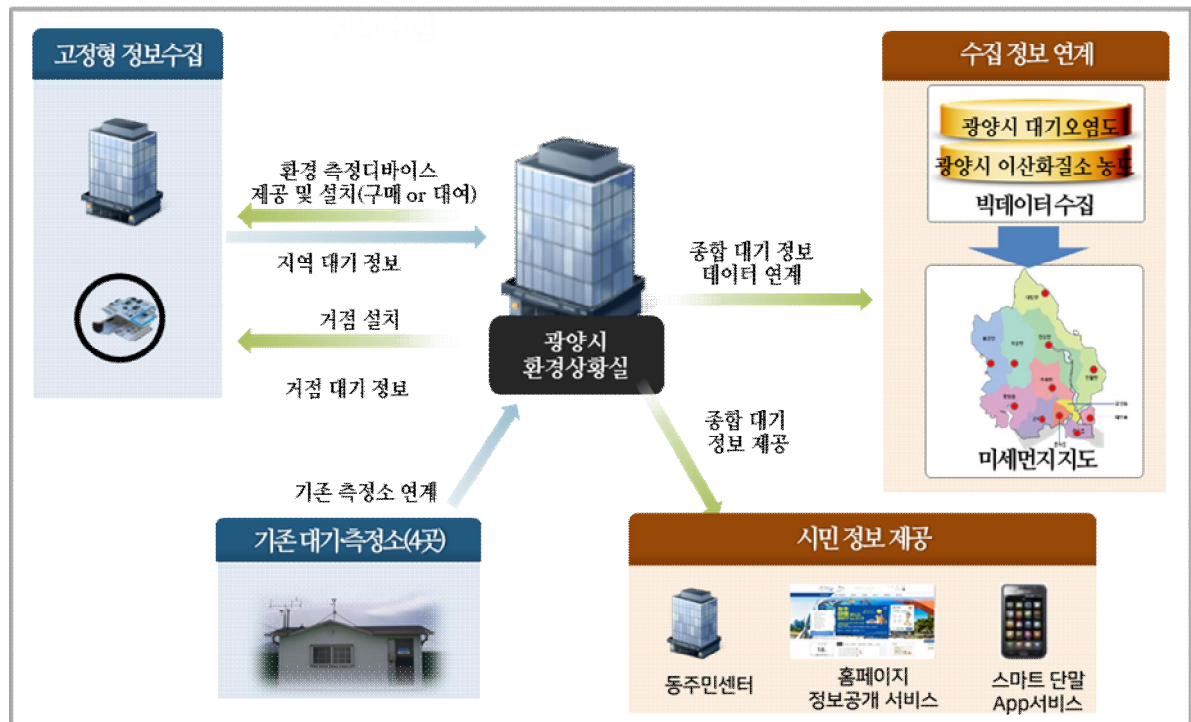 고정형 정보수집
수집 정보 연계
광양시 대기오염도
광양시 이산화질소 농도
빅데이터 수집
환경 측정디바이스
제공 및 설치(구매 or 대여)
지역 대기 정보
종합 대기 정보
데이터 연계
거점 설치
광양시
환경상황실
거점 대기 정보
종합 대기
정보 제공
미세먼지 지도
기존 측정소 연계
기존 대기측정소(4곳)
시민 정보 제공
동주민센터
홈페이지
정보공개 서비스
스마트 단말
App서비스